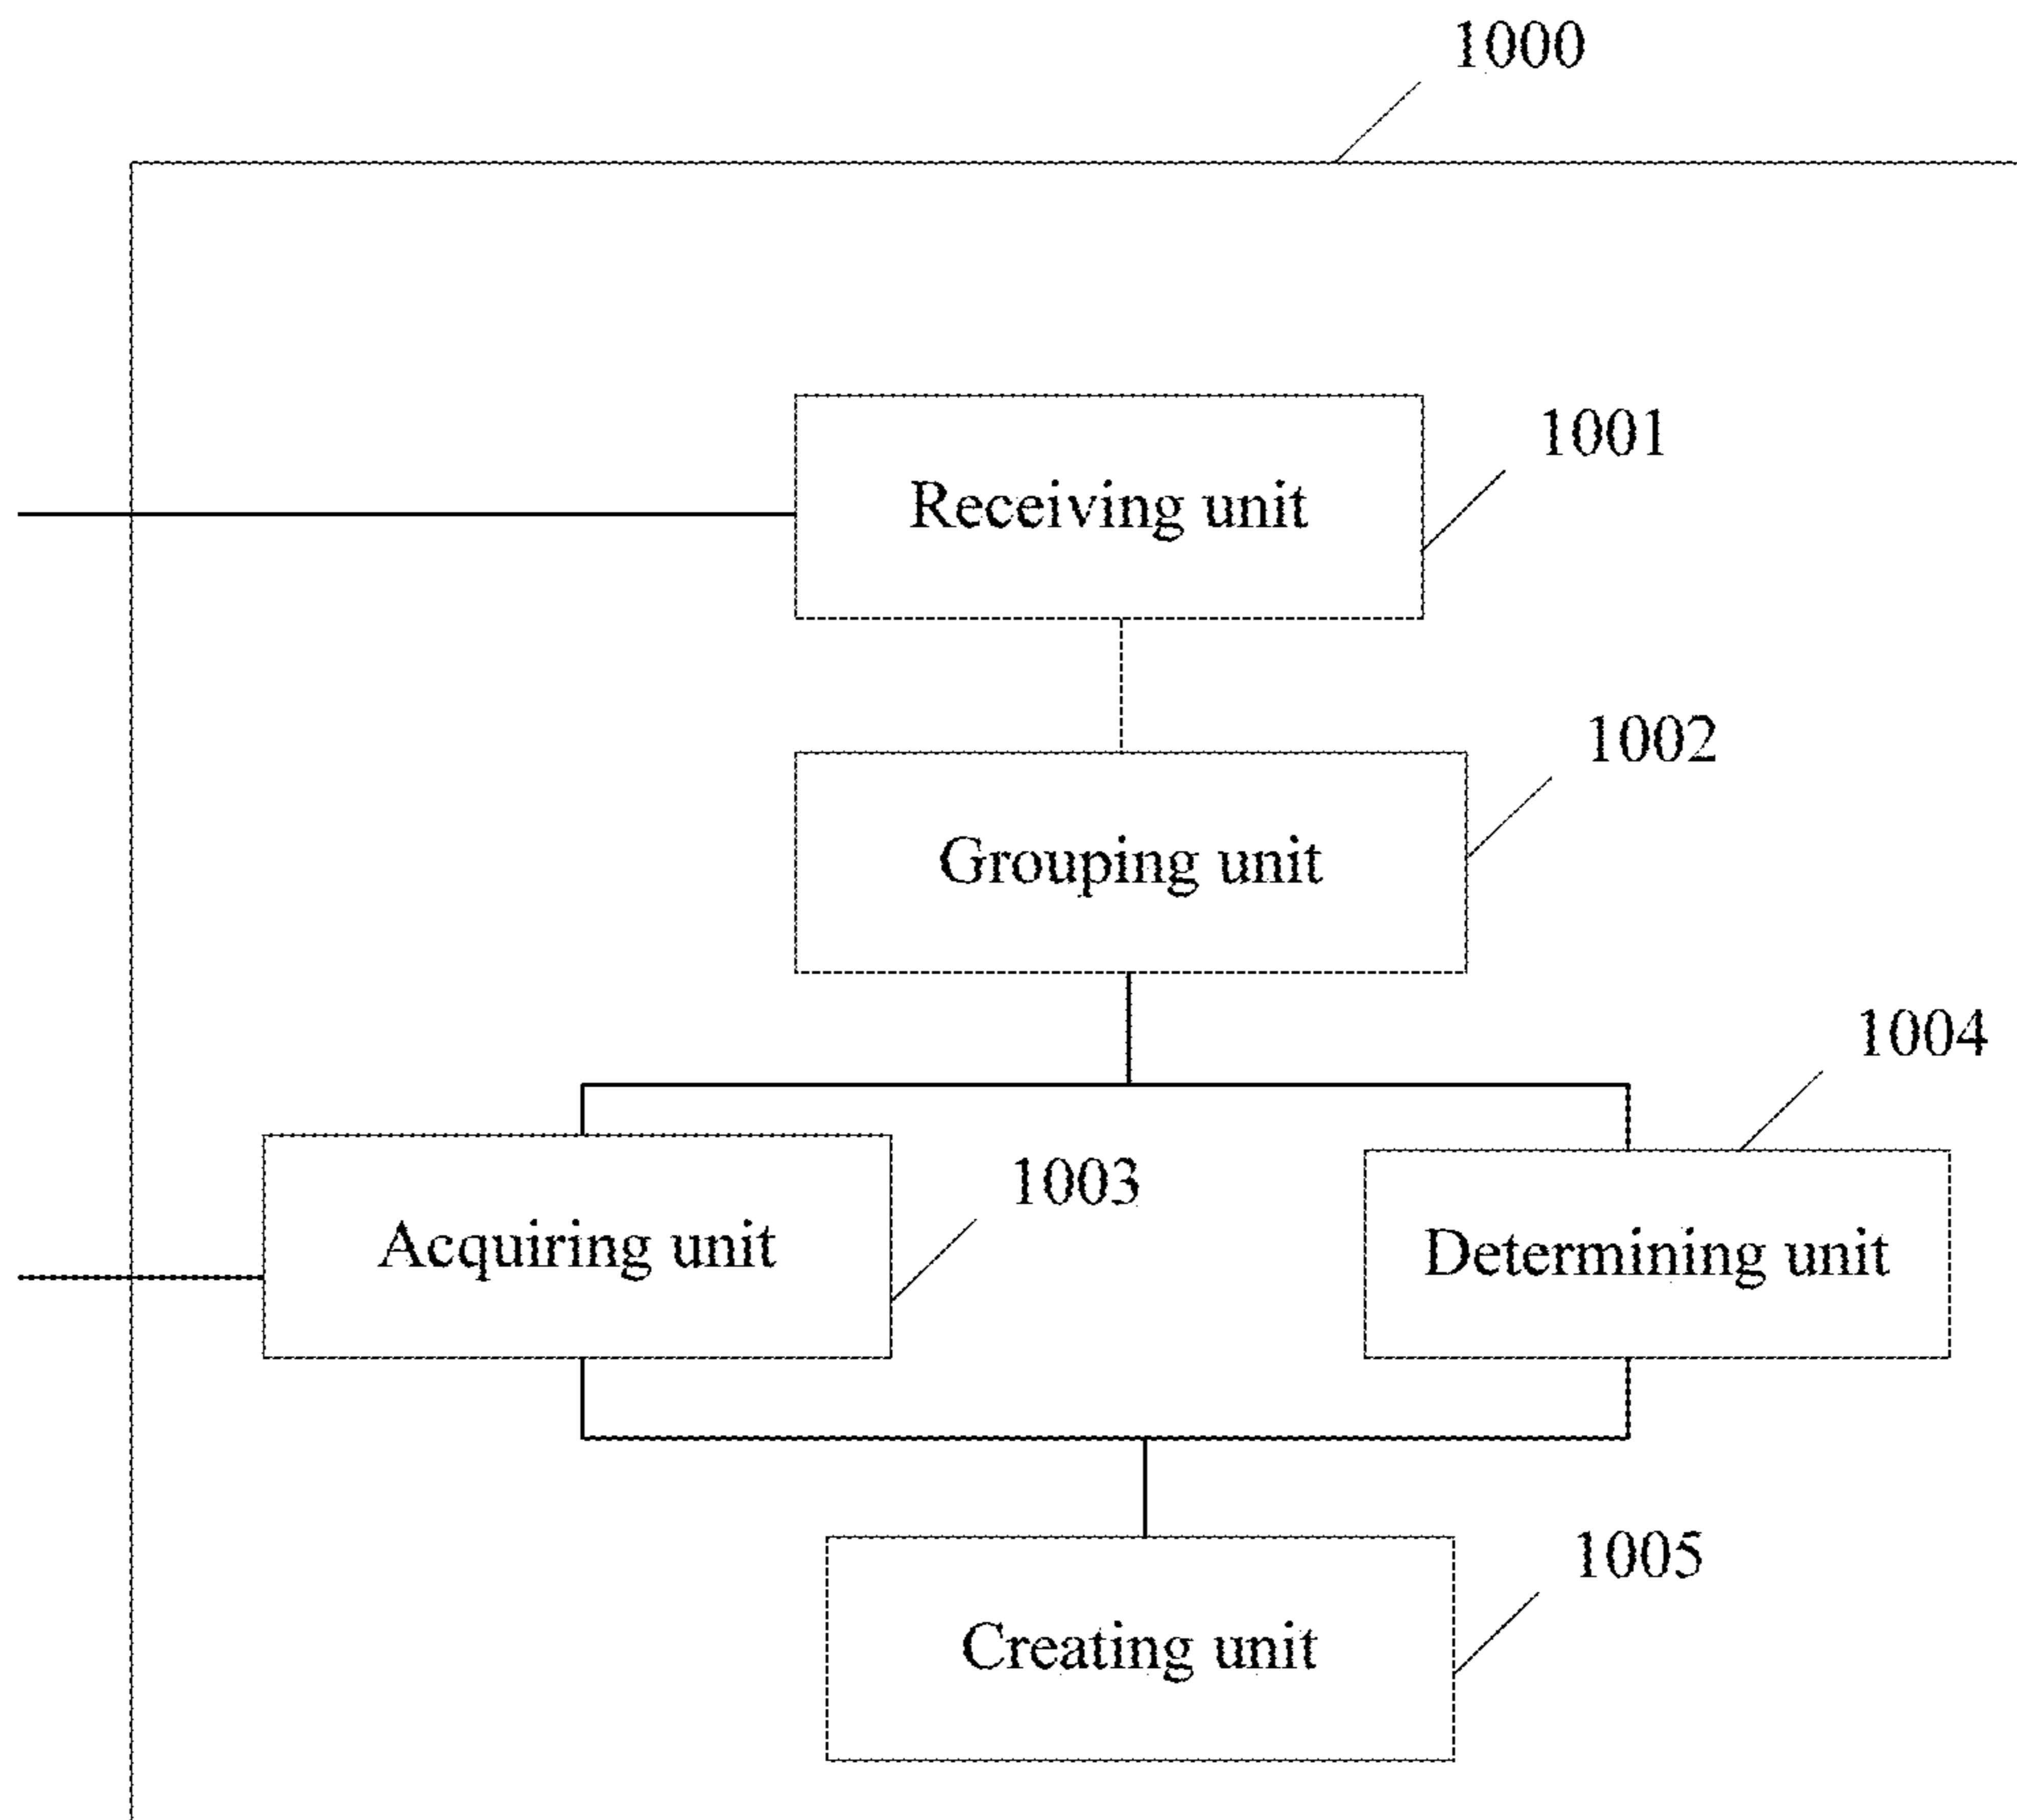 1000
1001
Receiving unit
1002
Grouping unit
1004
1003
Acquiring unit
Determining unit
1005
Creating unit